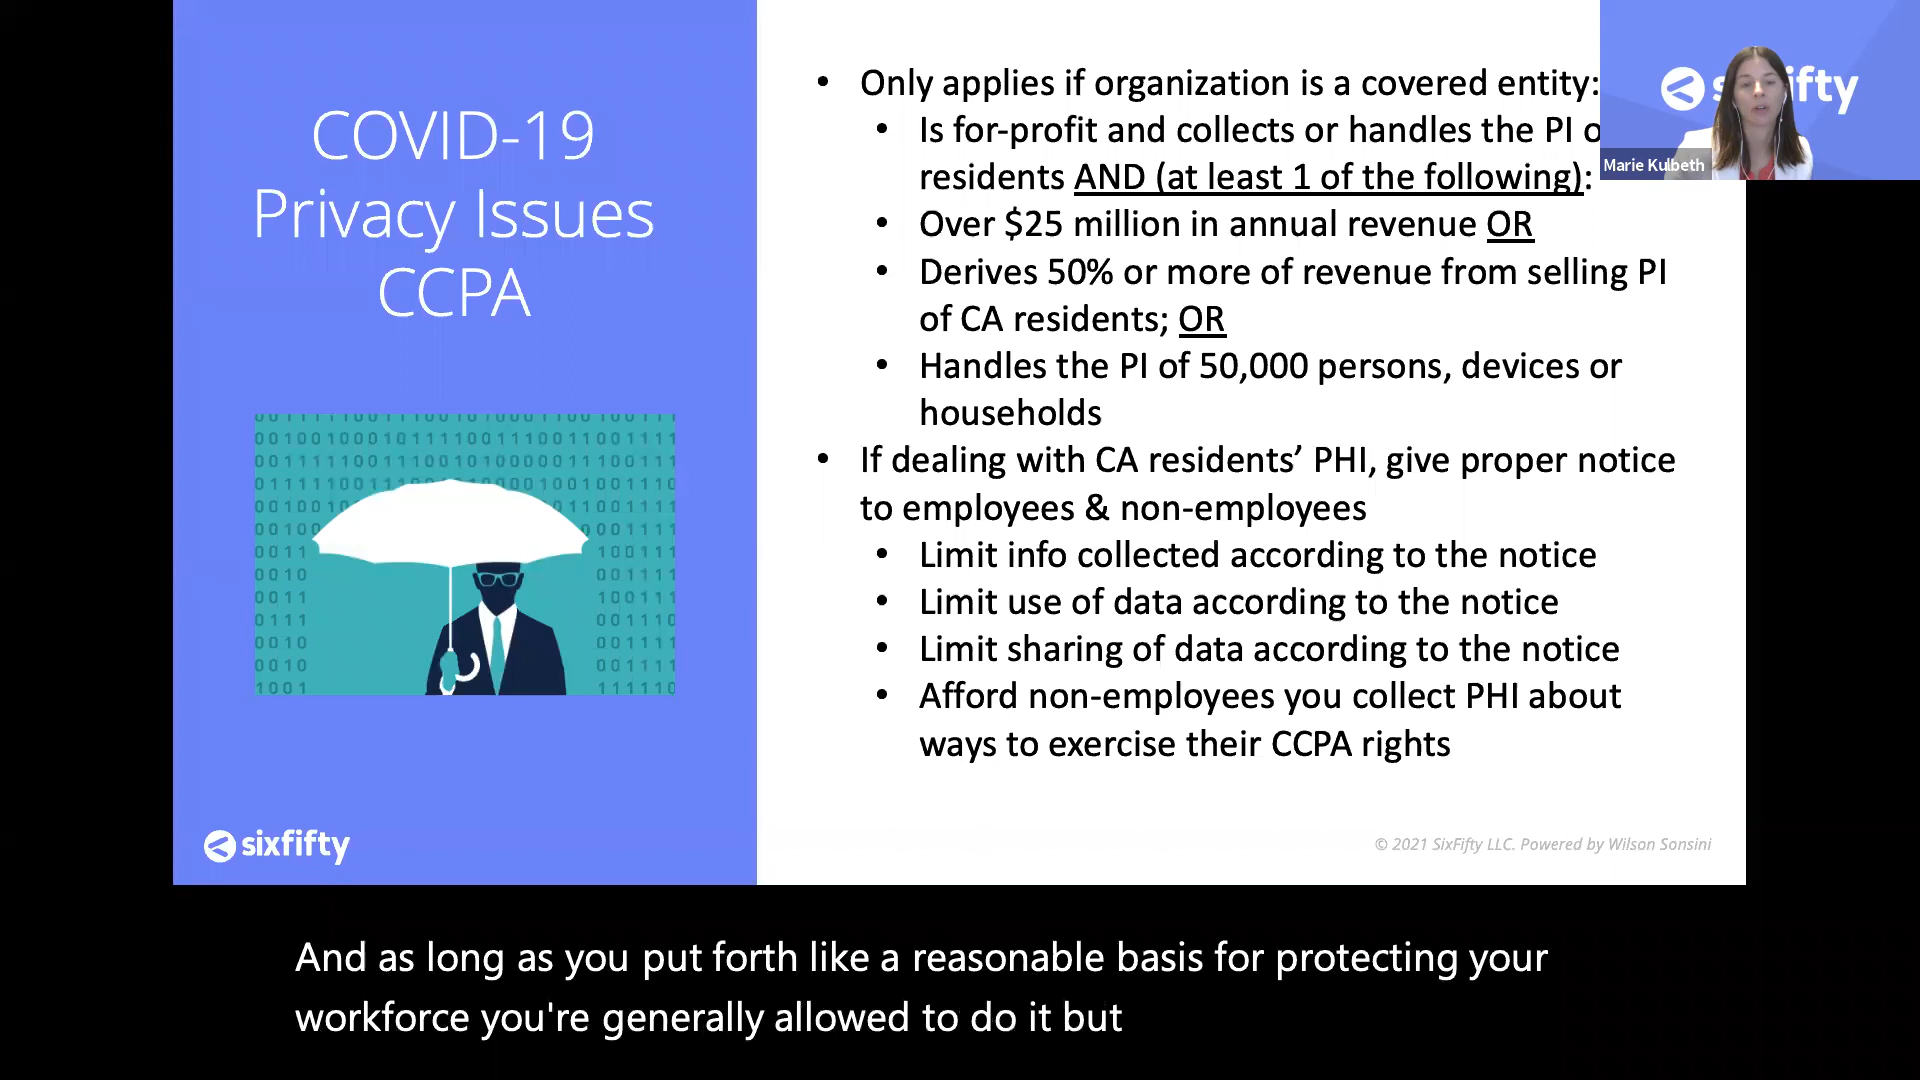 COVID-19
Privacy Issues
CCPA
sixfifty
• Only applies if organization is a covered entity:
• Is for-profit and collects or handles the PI
residents AND (at least 1 of the following):
• Over $25 million in annual revenue OR
• Derives 50% or more of revenue from selling PI
of CA residents; OR
• Handles the PI of 50,000 persons, devices or
households
• If dealing with CA residents’ PHI, give proper notice
to employees & non-employees
• Limit info collected according to the notice
• Limit use of data according to the notice
• Limit sharing of data according to the notice
• Afford non-employees you collect PHI about
ways to exercise their CCPA rights
© 2021 SixFifty LLC. Powered by Wilson Sonsini
Marie Kulbeth
And as long as you put forth like a reasonable basis for protecting your
workforce you're generally allowed to do it but